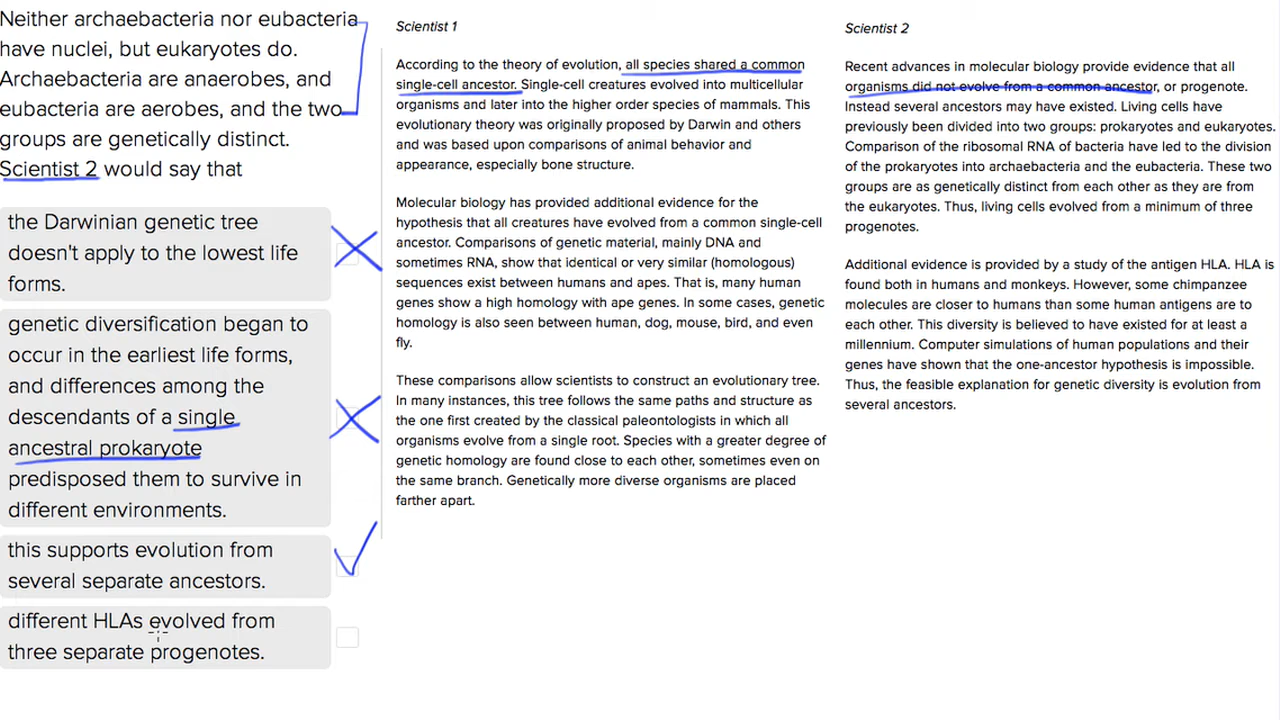 Neither archaebacteria nor eubacteria
have nuclei, but eukaryotes do.
Archaebacteria are anaerobes, and
eubacteria are aerobes, and the two
groups are genetically distinct.
Scientist 2 would say that
the Darwinian genetic tree
doesn't apply to the lowest life
forms.
genetic diversification began to
occur in the earliest life forms,
and differences among the
descendants of a single
ancestral prokaryote
predisposed them to survive in
different environments.
this supports evolution from
several separate ancestors.
different HLAs evolved from
three separate progenotes.
Scientist 1
According to the theory of evolution, all species shared a common
single-cell ancestor. Single-cell creatures evolved into multicellular
organisms and later into the higher order species of mammals. This
evolutionary theory was originally proposed by Darwin and others
and was based upon comparisons of animal behavior and
appearance, especially bone structure.
Molecular biology has provided additional evidence for the
hypothesis that all creatures have evolved from a common single-cell
ancestor. Comparisons of genetic material, mainly DNA and
sometimes RNA, show that identical or very similar (homologous)
sequences exist between humans and apes. That is, many human
genes show a high homology with ape genes. In some cases, genetic
homology is also seen between human, dog, mouse, bird, and even
fly.
These comparisons allow scientists to construct an evolutionary tree.
In many instances, this tree follows the same paths and structure as
the one first created by the classical paleontologists in which all
organisms evolve from a single root. Species with a greater degree of
genetic homology are found close to each other, sometimes even on
the same branch. Genetically more diverse organisms are placed
farther apart.
Scientist 2
Recent advances in molecular biology provide evidence that all
organisms did not evolve from a common ancestor, or progenote.
Instead several ancestors may have existed. Living cells have
previously been divided into two groups: prokaryotes and eukaryotes.
Comparison of the ribosomal RNA of bacteria have led to the division
of the prokaryotes into archaebacteria and the eubacteria. These two
groups are as genetically distinct from each other as they are from
the eukaryotes. Thus, living cells evolved from a minimum of three
progenotes.
Additional evidence is provided by a study of the antigen HLA. HLA is
found both in humans and monkeys. However, some chimpanzee
molecules are closer to humans than some human antigens are to
each other. This diversity is believed to have existed for at least a
millennium. Computer simulations of human populations and their
genes have shown that the one-ancestor hypothesis is impossible.
Thus, the feasible explanation for genetic diversity is evolution from
several ancestors.